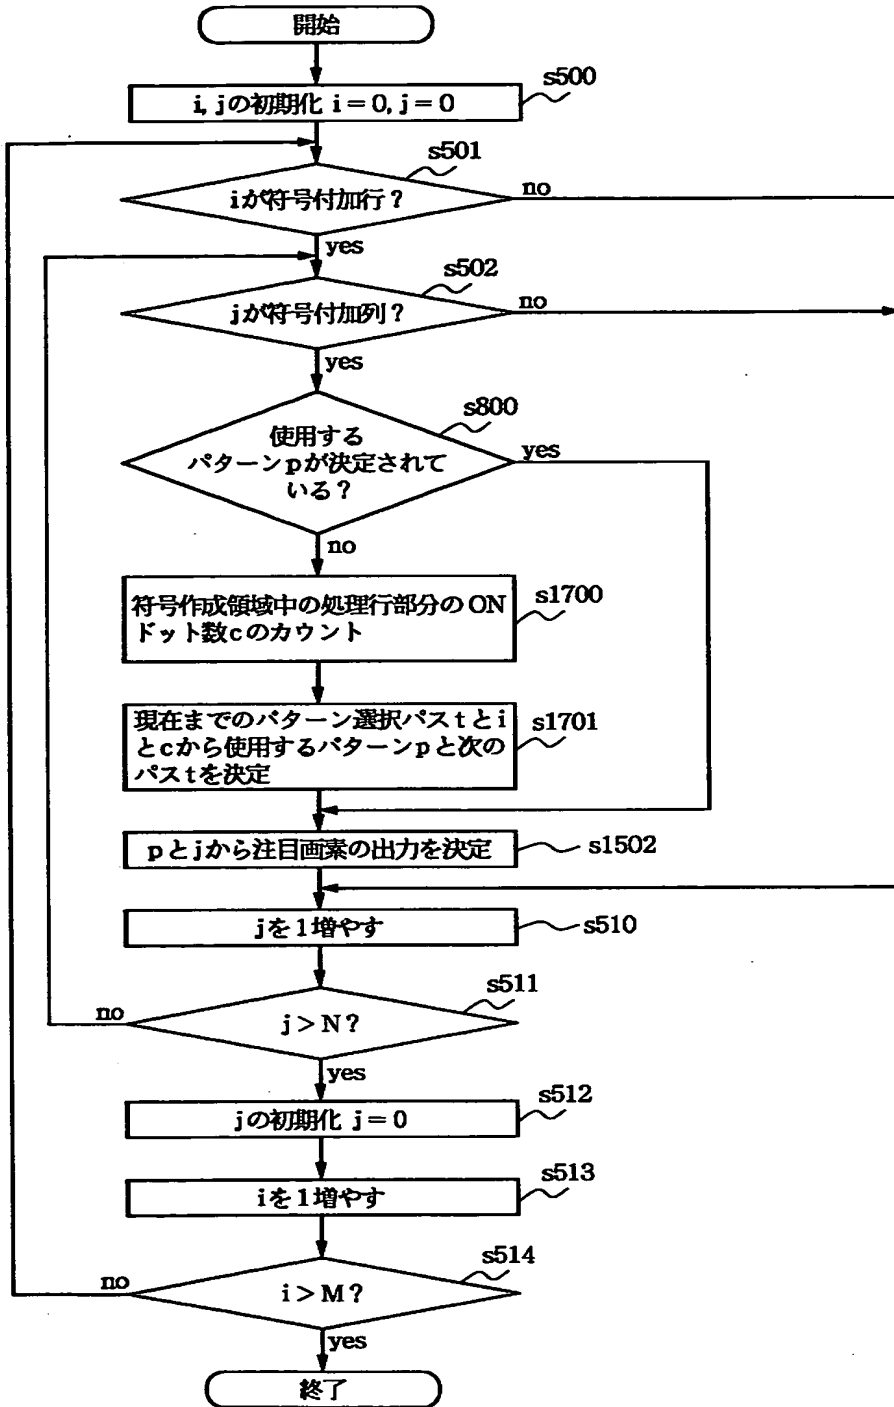 開始
s500
i, jの初期化 i＝0, j＝0
s501
iが符号付加行？
no
yes
s502
jが符号付加列？
no
yes
s800
使用する
パターンpが決定されて
いる？
yes
no
s1700
符号作成領域中の処理行部分のON
ドット数cのカウント
s1701
現在までのパターン選択パスtとi
とcから使用するパターンpと次の
パスtを決定
pとjから注目画素の出力を決定
s1502
jを1増やす
s510
s511
no
j＞N？
yes
s512
jの初期化 j＝0
s513
iを1増やす
s514
no
i＞M？
yes
終了